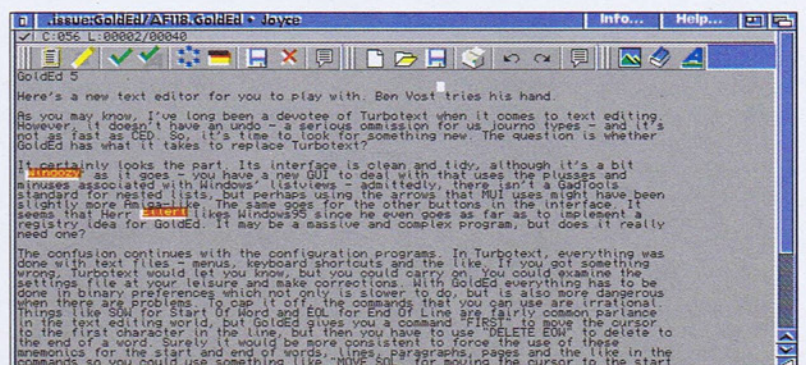 .issue:GoldEd/AF118.GoldEd • Joyce
Info...
Help...
C:056 L:00002/00040
GoldEd 5
Here's a new text editor for you to play with. Ben Vost tries his hand.
As you may know, I've long been a devotee of Turbotext when it comes to text editing.
However, it doesn't have an undo - a serious ommission for us journo types - and it's
not as fast as CED. So, it's time to look for something new. The question is whether
GoldEd has what it takes to replace Turbotext?
It certainly looks the part. Its interface is clean and tidy, although it's a bit
windozy as it goes - you have a new GUI to deal with that uses the plusses and
minuses associated with Windows' listviews - admittedly, there isn't a GadTools
standard for nested lists, but perhaps using the arrows that MUI uses might have been
slightly more Amiga-like. The same goes for the other buttons in the interface. It
seems that Herr Eilert likes Windows95 since he even goes as far as to implement a
registry idea for GoldEd. It may be a massive and complex program, but does it really
need one?
The confusion continues with the configuration programs. In Turbotext, everything was
done with text files - menus, keyboard shortcuts and the like. If you got something
wrong, Turbotext would let you know, but you could carry on. You could examine the
settings file at your leisure and make corrections. With GoldEd everything has to be
done in binary preferences which not only is slower to do, but is also more dangerous
when there are problems. To cap it off, the commands that you can use are irrational.
Things like SOW for Start Of Word and EOL for End Of Line are fairly common parlance
in the text editing world, but GoldEd gives you a command "FIRST" to move the cursor
to the first character in the line, but then you have to use "DELETE EOW" to delete to
the end of a word. Surely it would be more consistent to force the use of these
mnemonics for the start and end of words, lines, paragraphs, pages and the like in the
commands so you could use something like "MOVE SOL" for moving the cursor to the start